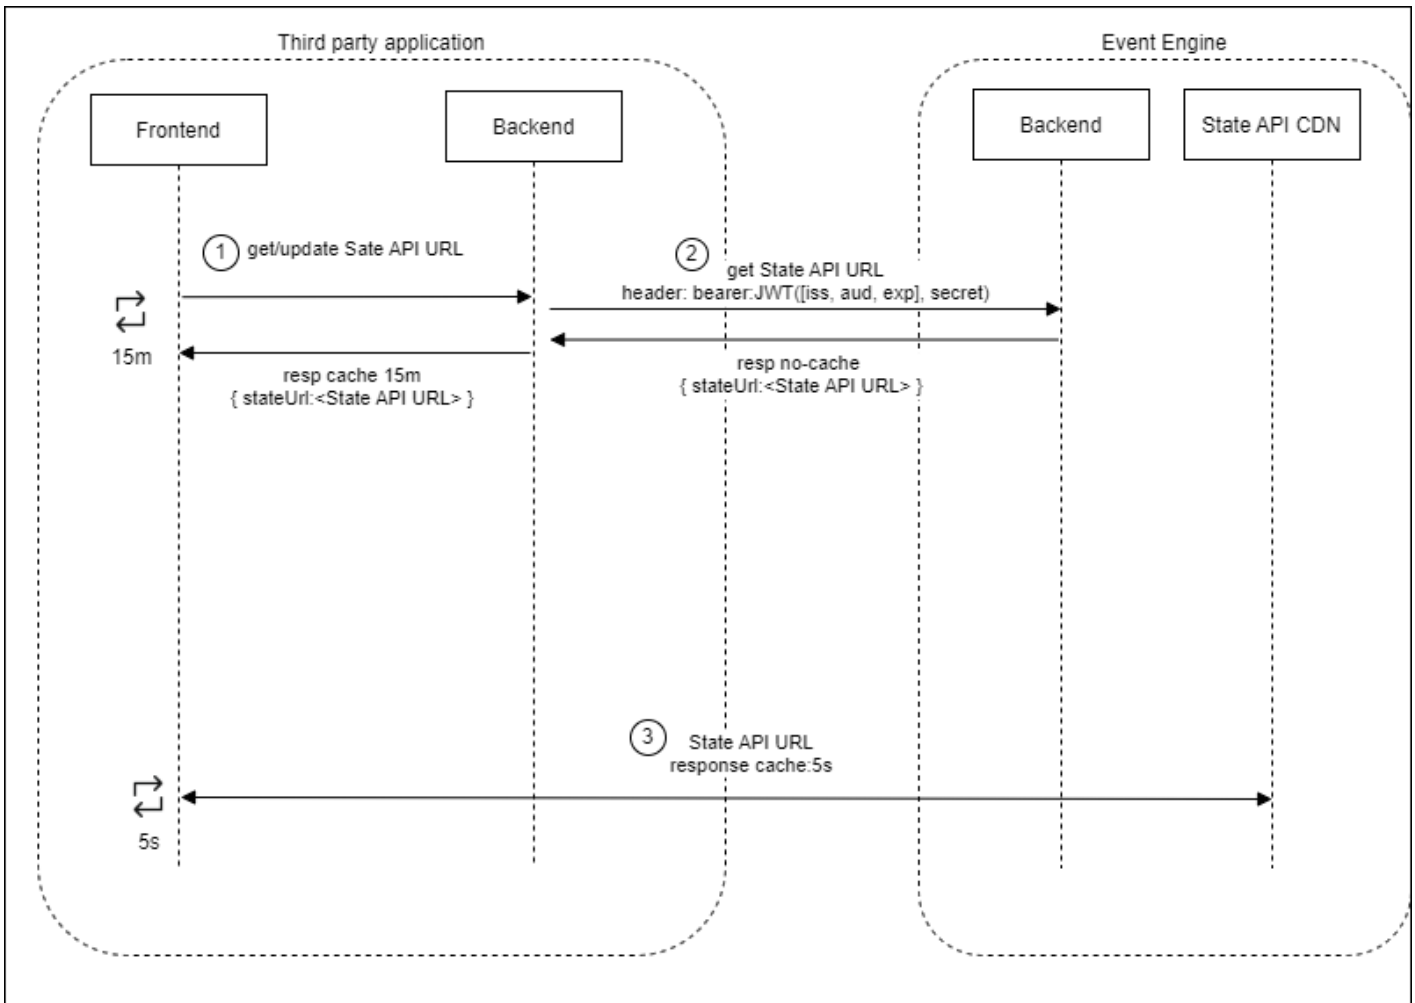 Third party application
Event Engine
Frontend
Backend
Backend
State API CDN
1
get/update Sate API URL
2
get State API URL
header: bearer:JWT([iss, aud, exp], secret)
15m
resp cache 15m
{ stateUrl:<State API URL> }
resp no-cache
{ stateUrl:<State API URL> }
3
State API URL
response cache:5s
5s